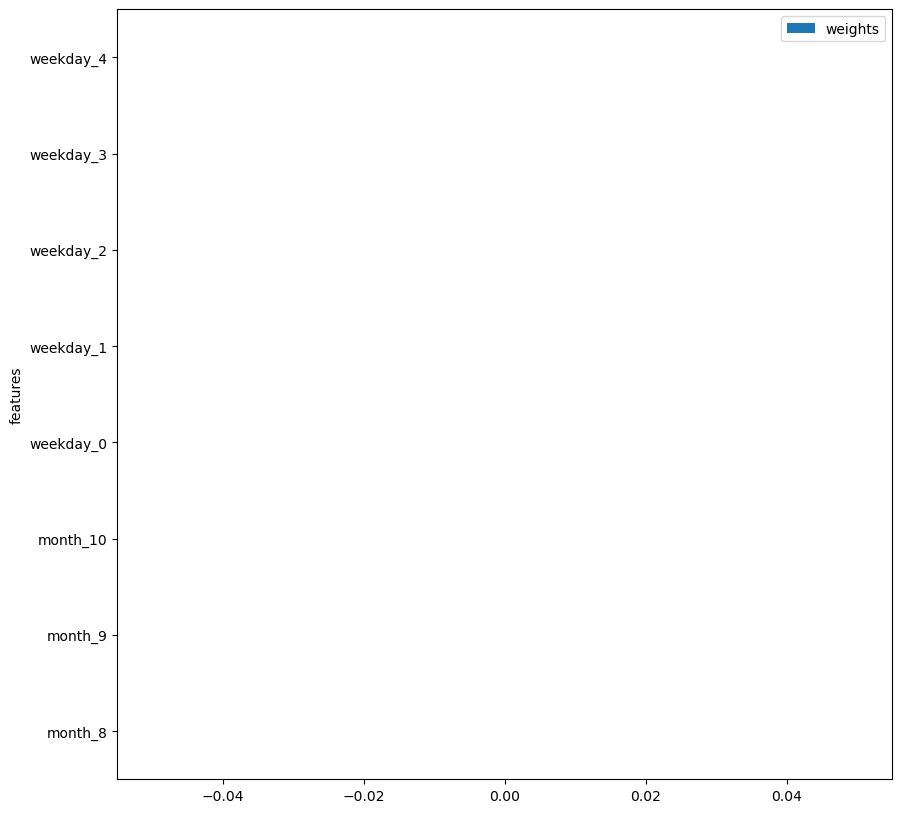 weights
weekday_4
weekday_3
weekday_2
weekday_1
features
weekday_0
month_10
month_9
month_8
−0.04 −0.02 0.00 0.02 0.04